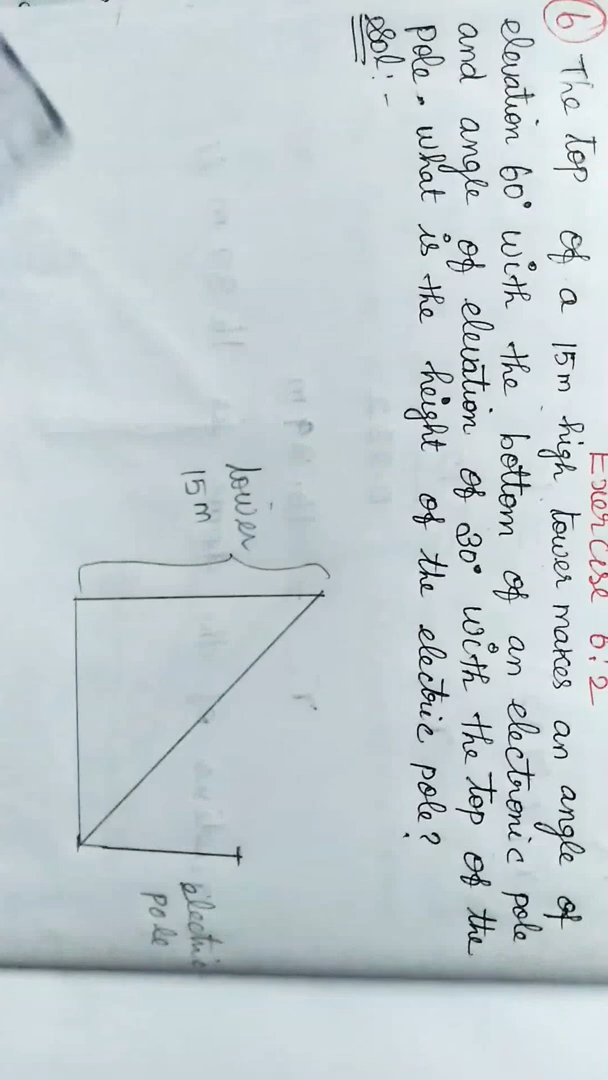 Exercise 6.2
6 The top of a 15m high tower makes an angle of
elevation 60° with the bottom of an electronic pole
and angle of elevation of 30° with the top of the
pole. what is the height of the electric pole?
Sol:-
tower
15m
electric
pole